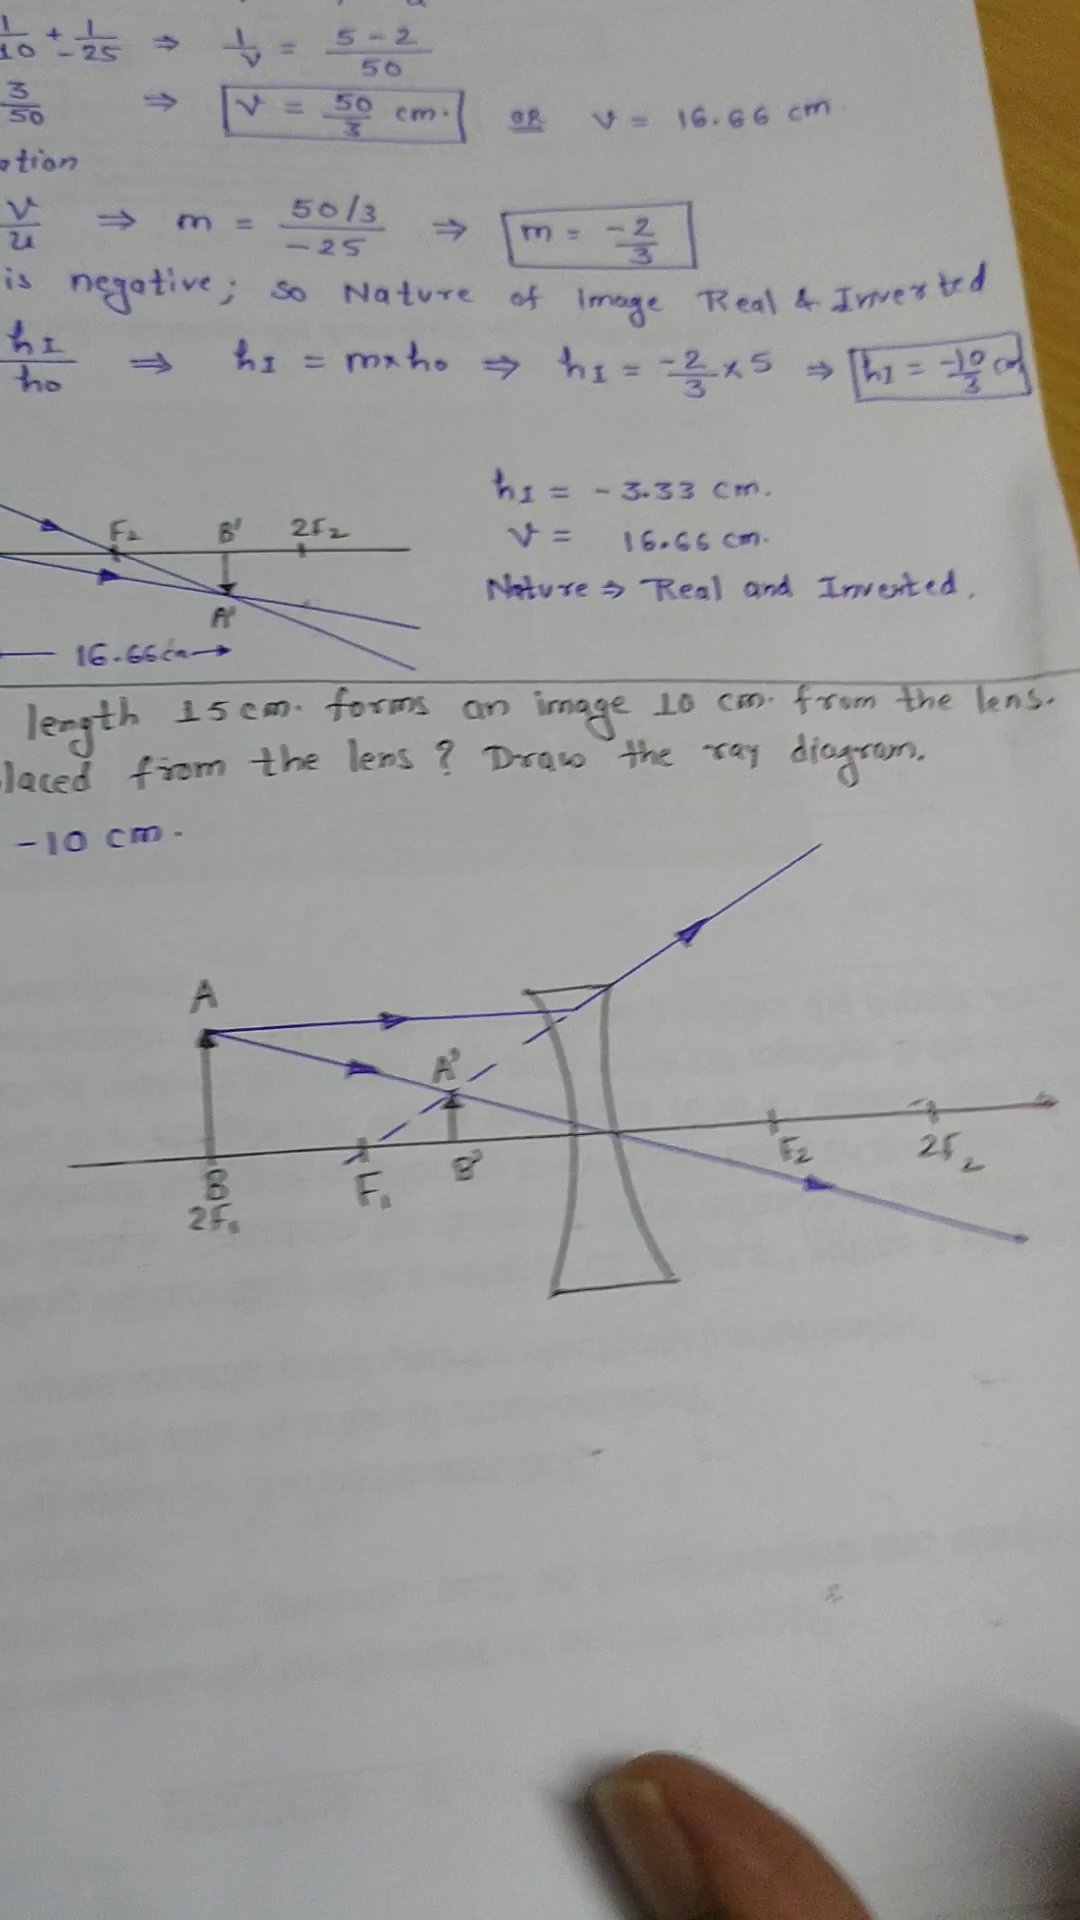 1/10 + 1/-25 ⇒ 1/v = 5-2/50
3/50 ⇒ v = 50/3 cm. OR v = 16.66 cm.
v/u ⇒ m = 50/3/-25 ⇒ m = -2/3
is negative; so Nature of Image Real & Inverted
hI/ho ⇒ hI = m×ho ⇒ hI = -2/3 × 5 ⇒ hI = -10/3 cm
hI = -3.33 cm.
F2 B' 2F2
v = 16.66 cm.
Nature ⇒ Real and Inverted.
A'
16.66cm
length 15cm. forms an image 10 cm. from the lens.
laced from the lens? Draw the ray diagram.
-10 cm.
A
A'
B F1 B' F2 2F2
2F1